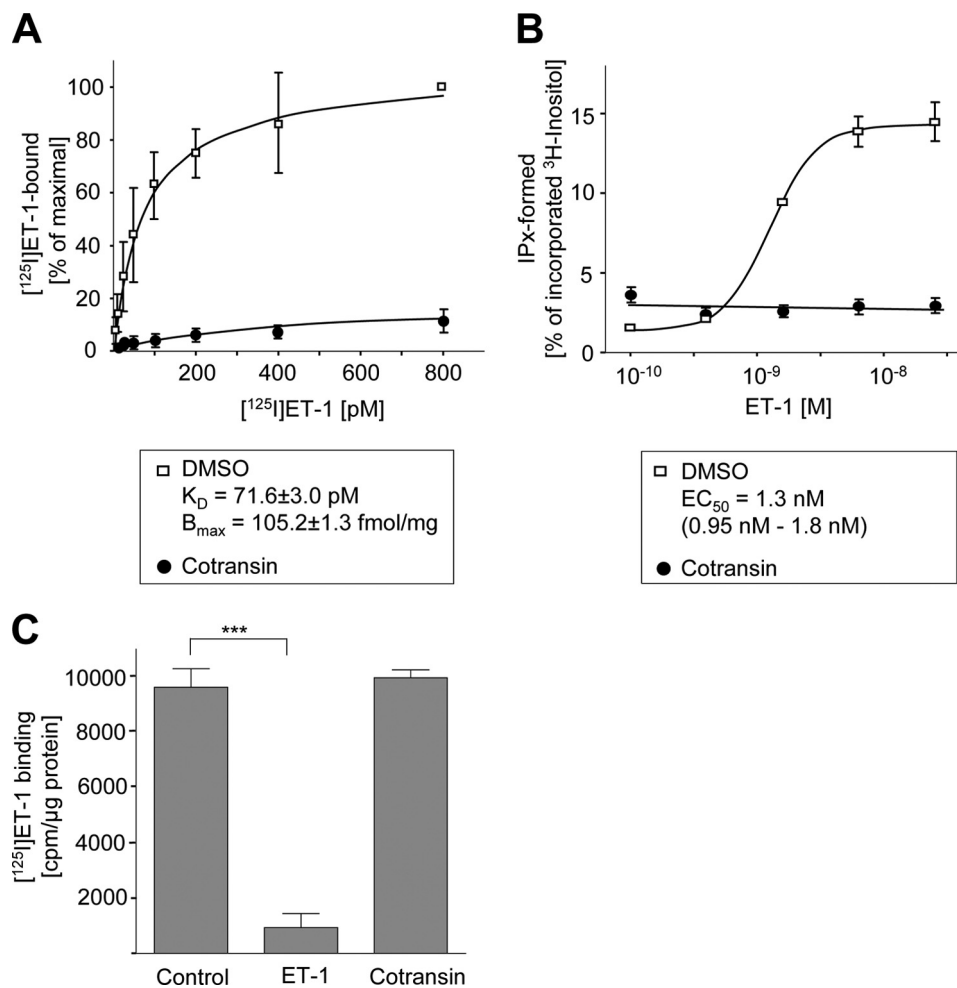 A
[¹²⁵I]ET-1-bound
[% of maximal]
100
80
60
40
20
0
200
400
600
800
[¹²⁵I]ET-1 [pM]
DMSO
K_D = 71.6±3.0 pM
B_max = 105.2±1.3 fmol/mg
Cotransin
B
IPx-formed
[% of incorporated ³H-Inositol]
15
10
5
0
10⁻¹⁰
10⁻⁹
10⁻⁸
ET-1 [M]
DMSO
EC₅₀ = 1.3 nM
(0.95 nM - 1.8 nM)
Cotransin
C
[¹²⁵I]ET-1 binding
[cpm/µg protein]
10000
8000
6000
4000
2000
***
Control
ET-1
Cotransin